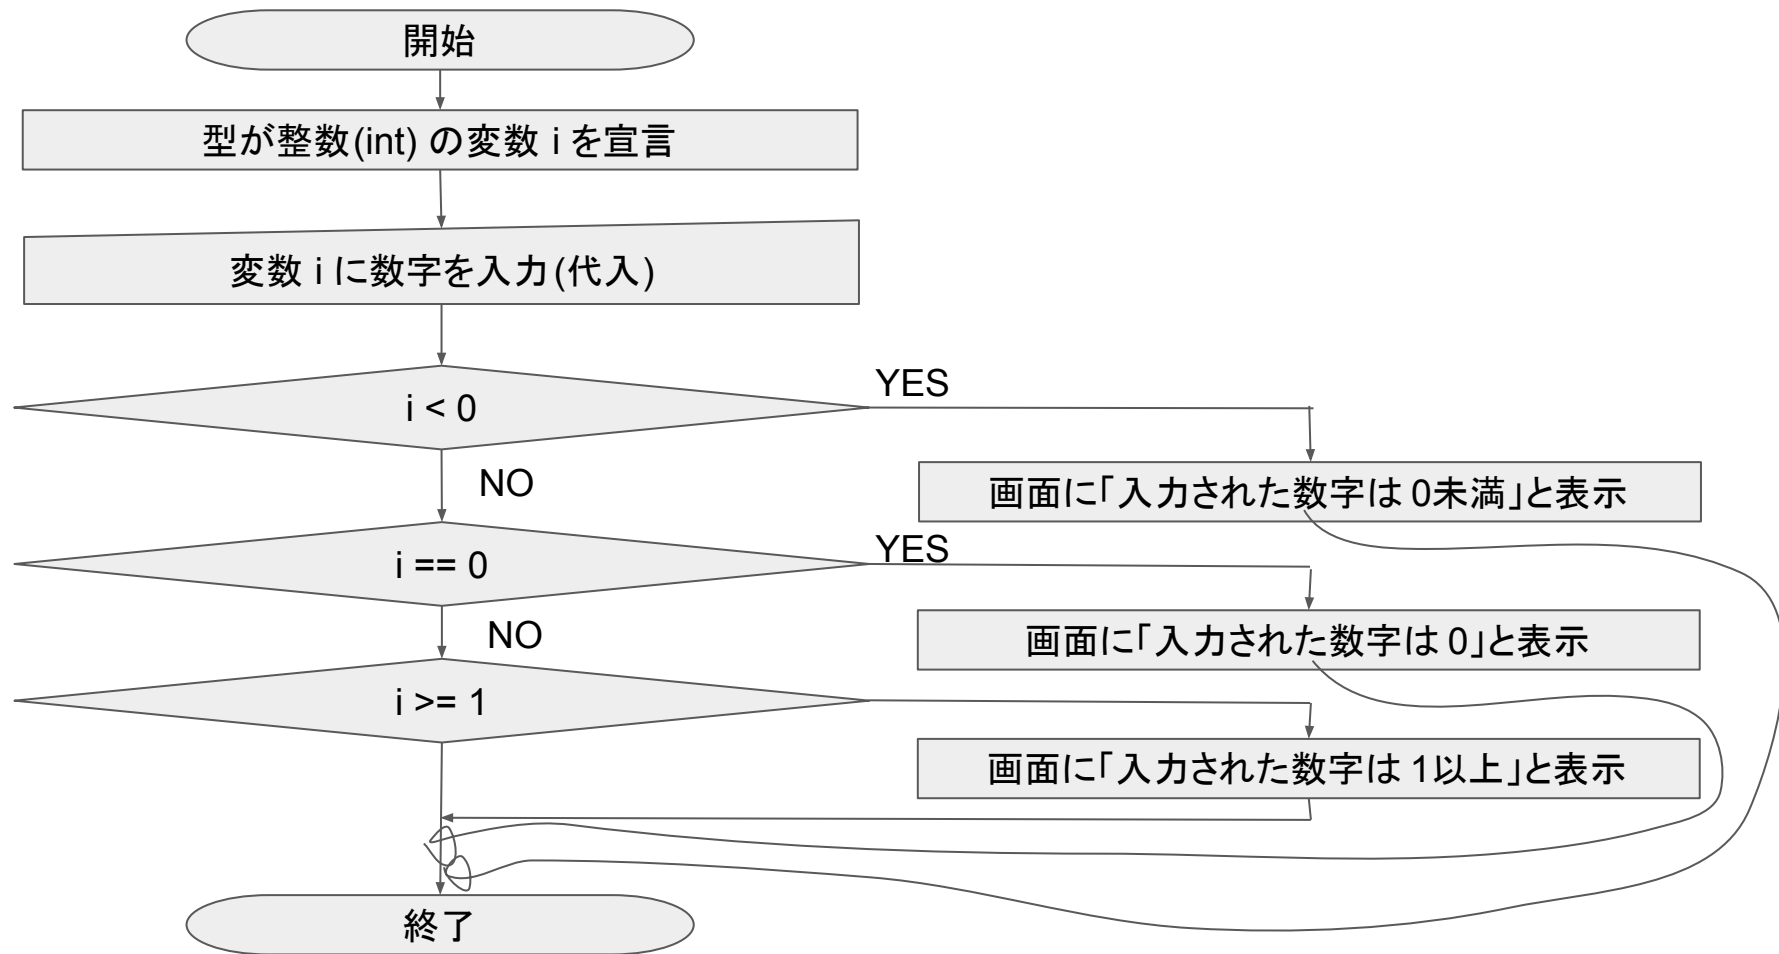 開始
型が整数(int) の変数 i を宣言
変数 i に数字を入力(代入)
i < 0
YES
NO
画面に「入力された数字は 0未満」と表示
i == 0
YES
NO
画面に「入力された数字は 0」と表示
i >= 1
画面に「入力された数字は 1以上」と表示
終了